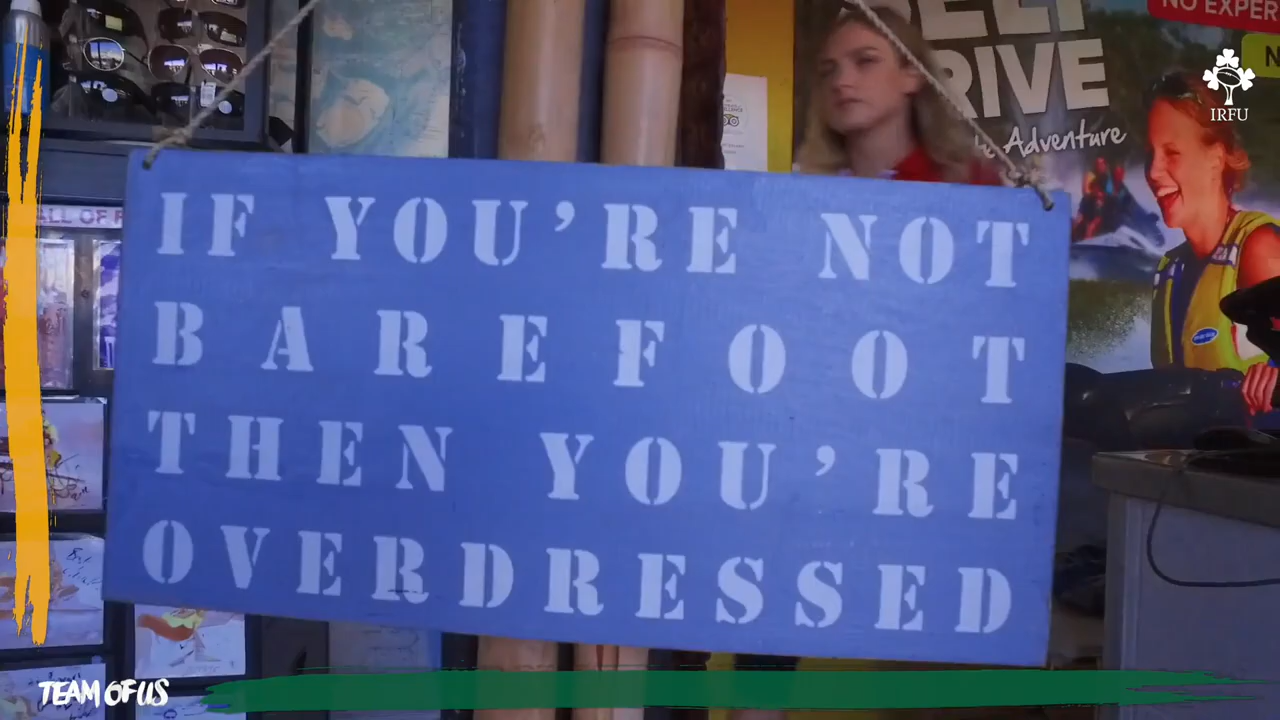 NO EXPER
N
RIVE
Adventure
IRFU
IF YOU'RE NOT
BAREFOOT
THEN YOU'RE
OVERDRESSED
TEAM OF US